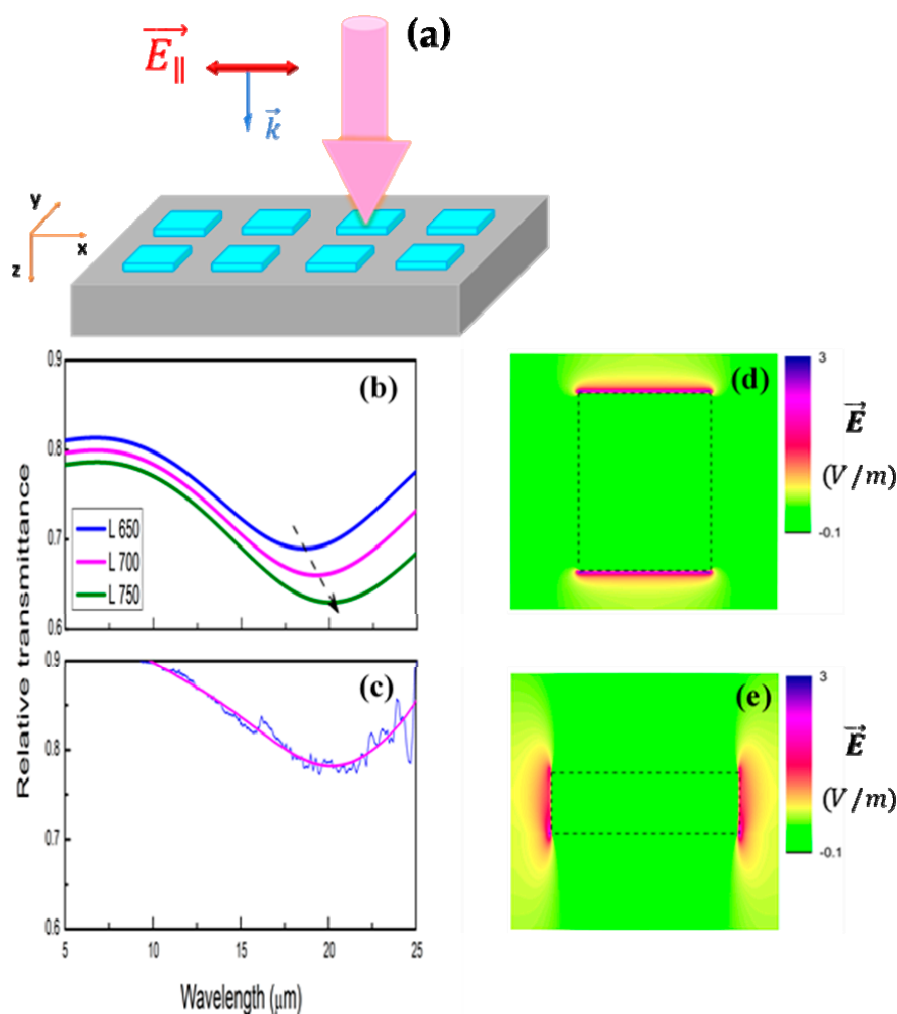 (a)
E∥
k
y
x
z
0.9
(b)
0.8
0.7
0.6
L 650
L 700
L 750
0.9
(c)
0.8
0.7
0.6
5 10 15 20 25
Wavelength (μm)
Relative transmittance
(d)
3
E
(V/m)
-0.1
(e)
3
E
(V/m)
-0.1